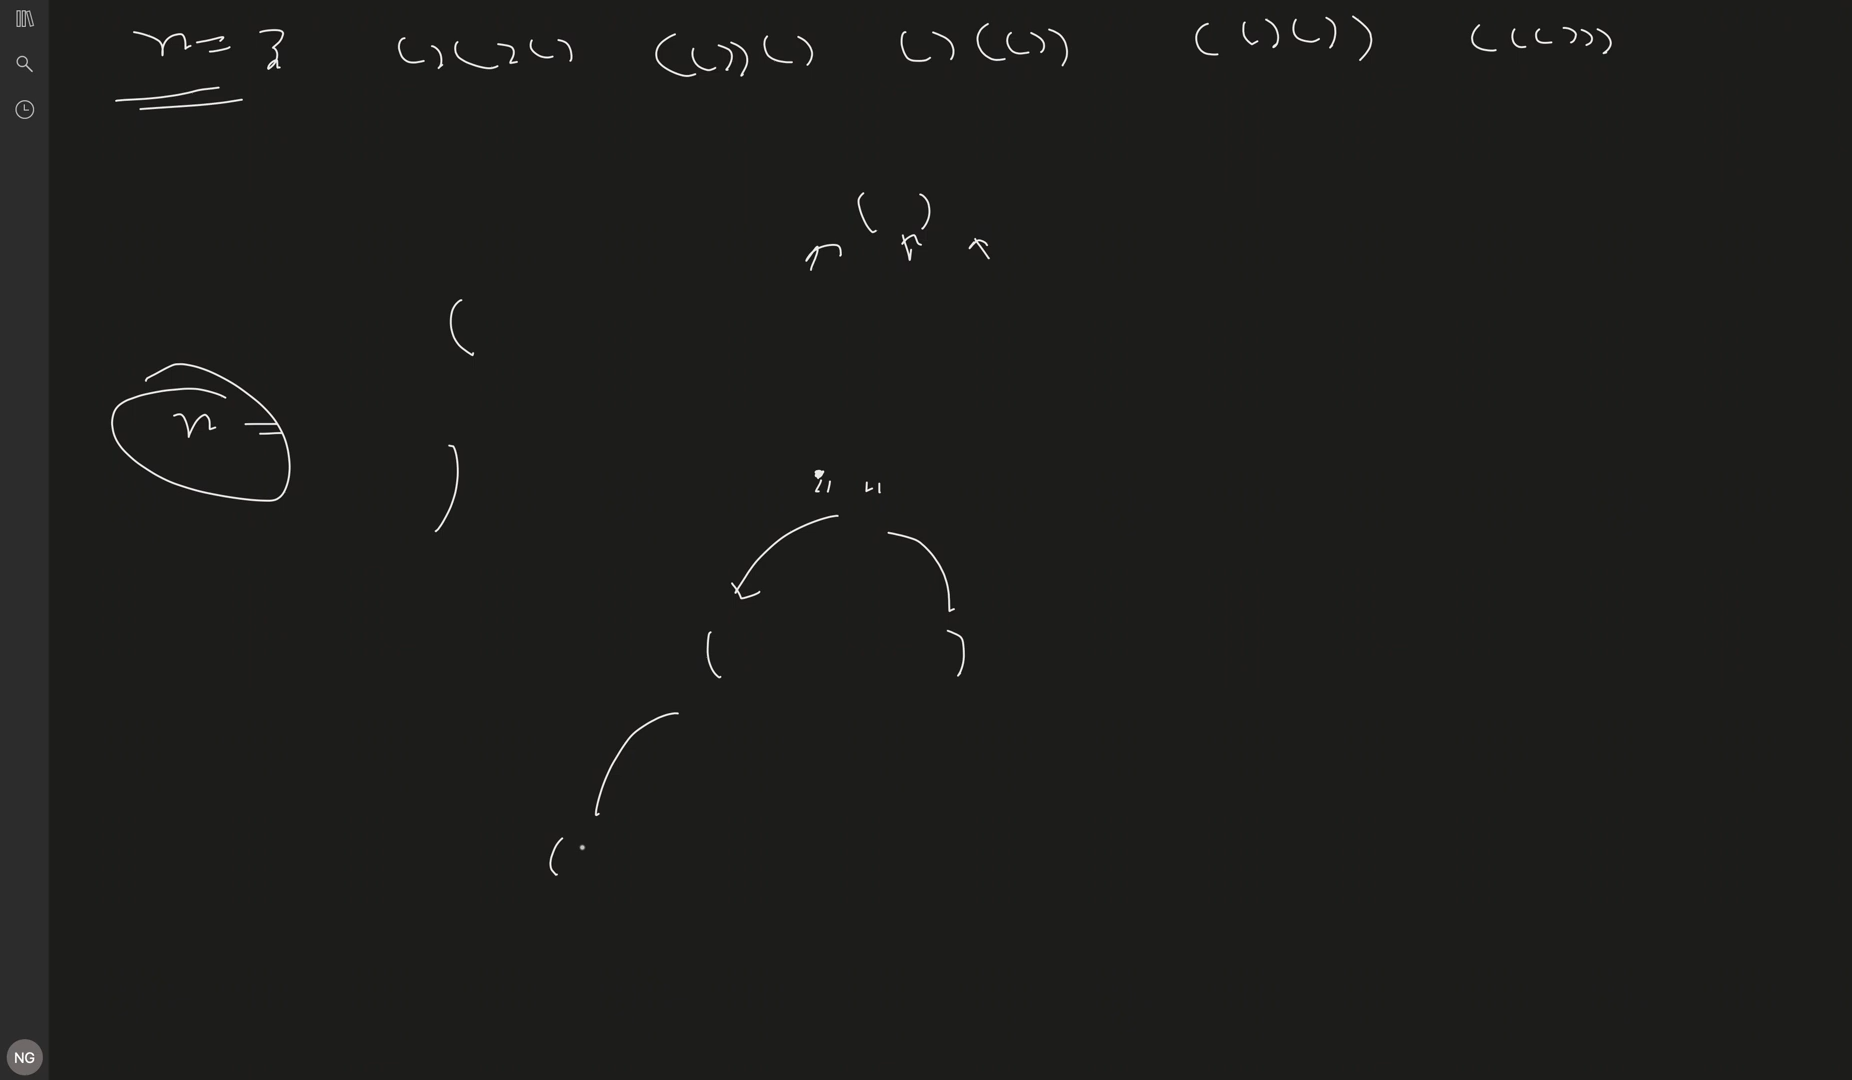 n = 3 ()()() (())() ()(()) (()()) ((()))
( )
(
n =
)
" "
( )
(
NG